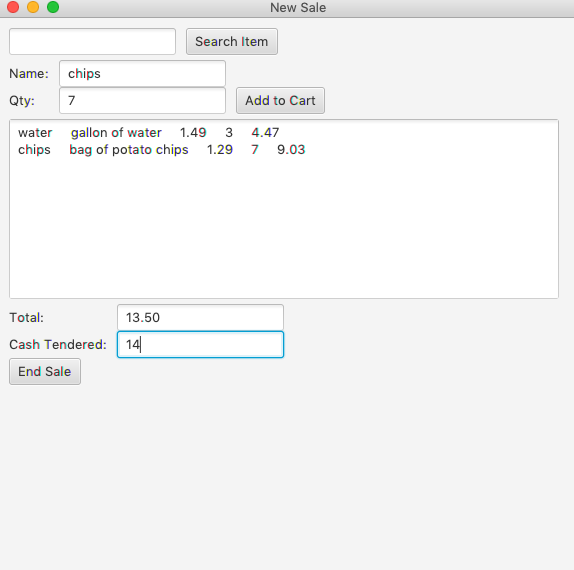 New Sale
Search Item
Name: chips
Qty: 7 Add to Cart
water gallon of water 1.49 3 4.47
chips bag of potato chips 1.29 7 9.03
Total: 13.50
Cash Tendered: 14
End Sale